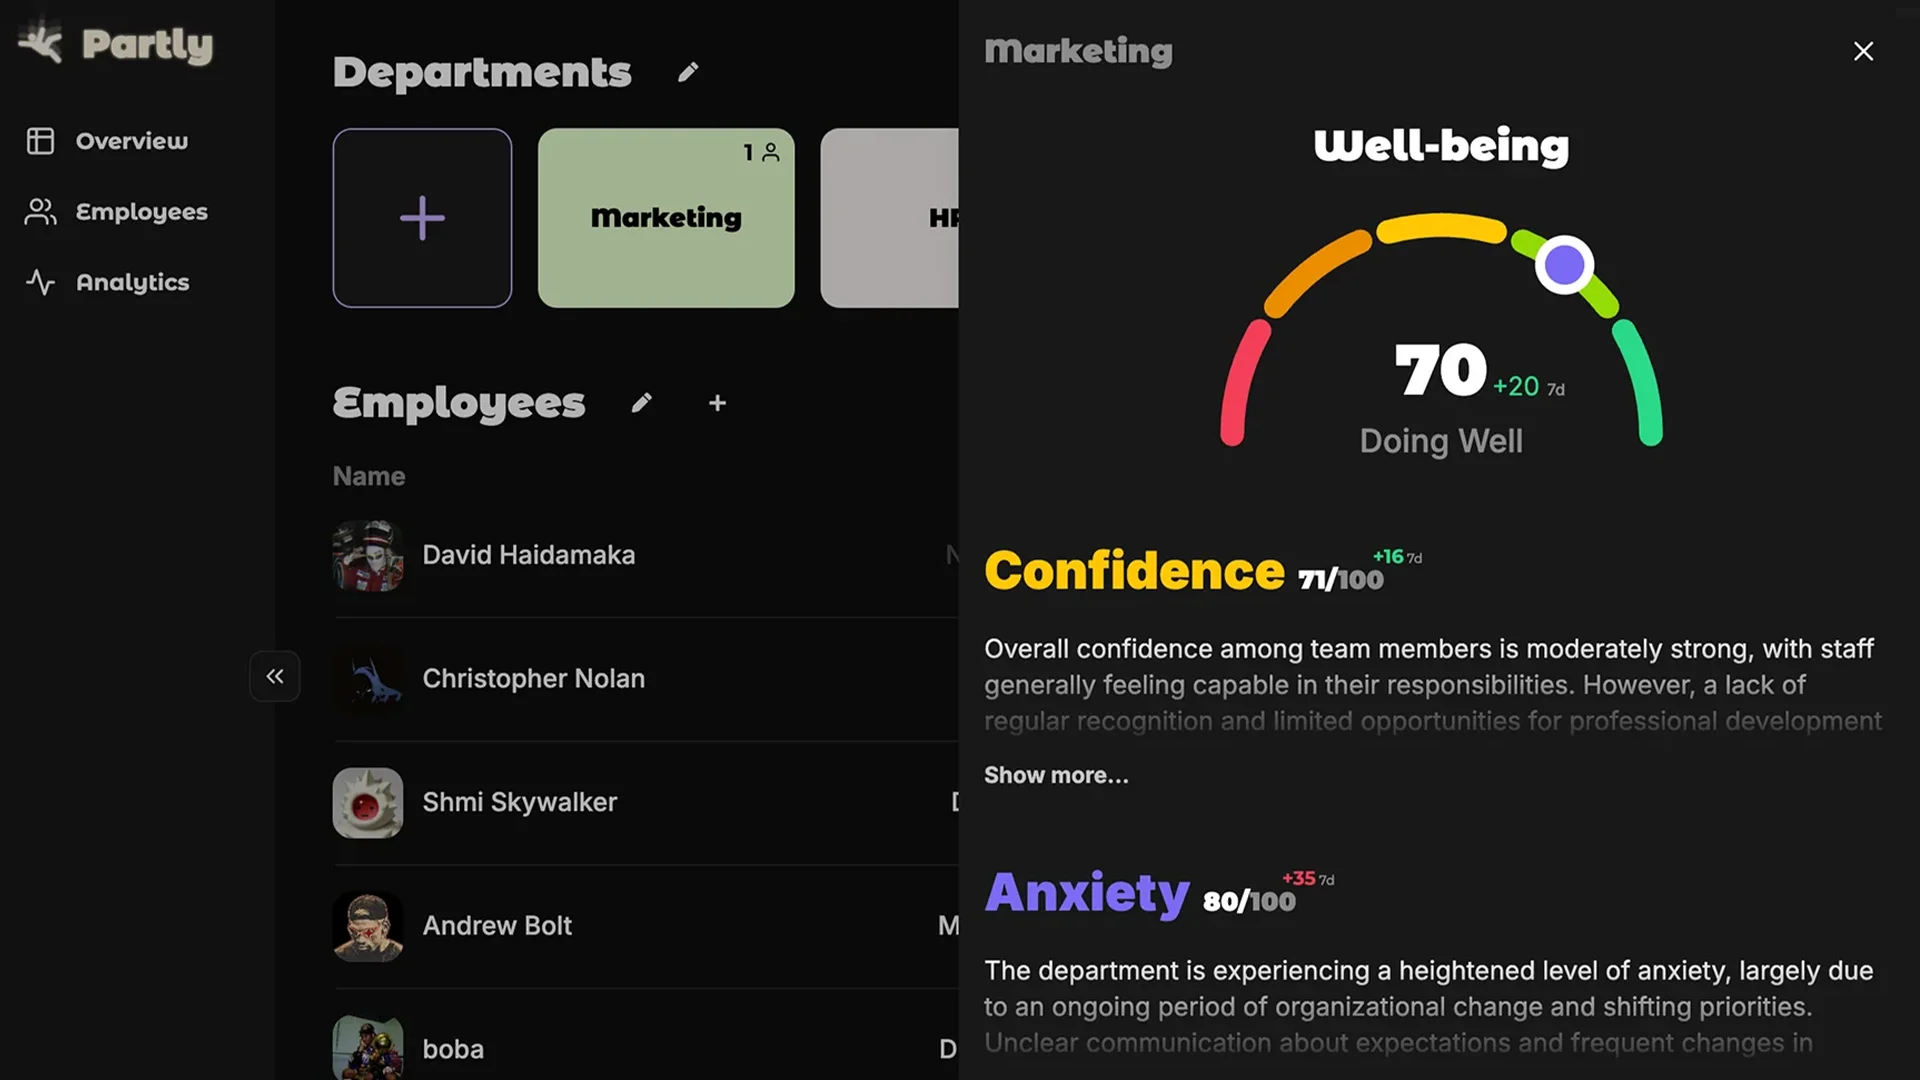 Partly
Overview
Employees
Analytics
Departments
1
Marketing
Employees
Name
David Haidamaka
Christopher Nolan
Shmi Skywalker
Andrew Bolt
boba
Marketing
Well-being
70 +20 7d
Doing Well
Confidence 71/100 +16 7d
Overall confidence among team members is moderately strong, with staff
generally feeling capable in their responsibilities. However, a lack of
regular recognition and limited opportunities for professional development
Show more...
Anxiety 80/100 +35 7d
The department is experiencing a heightened level of anxiety, largely due
to an ongoing period of organizational change and shifting priorities.
Unclear communication about expectations and frequent changes in